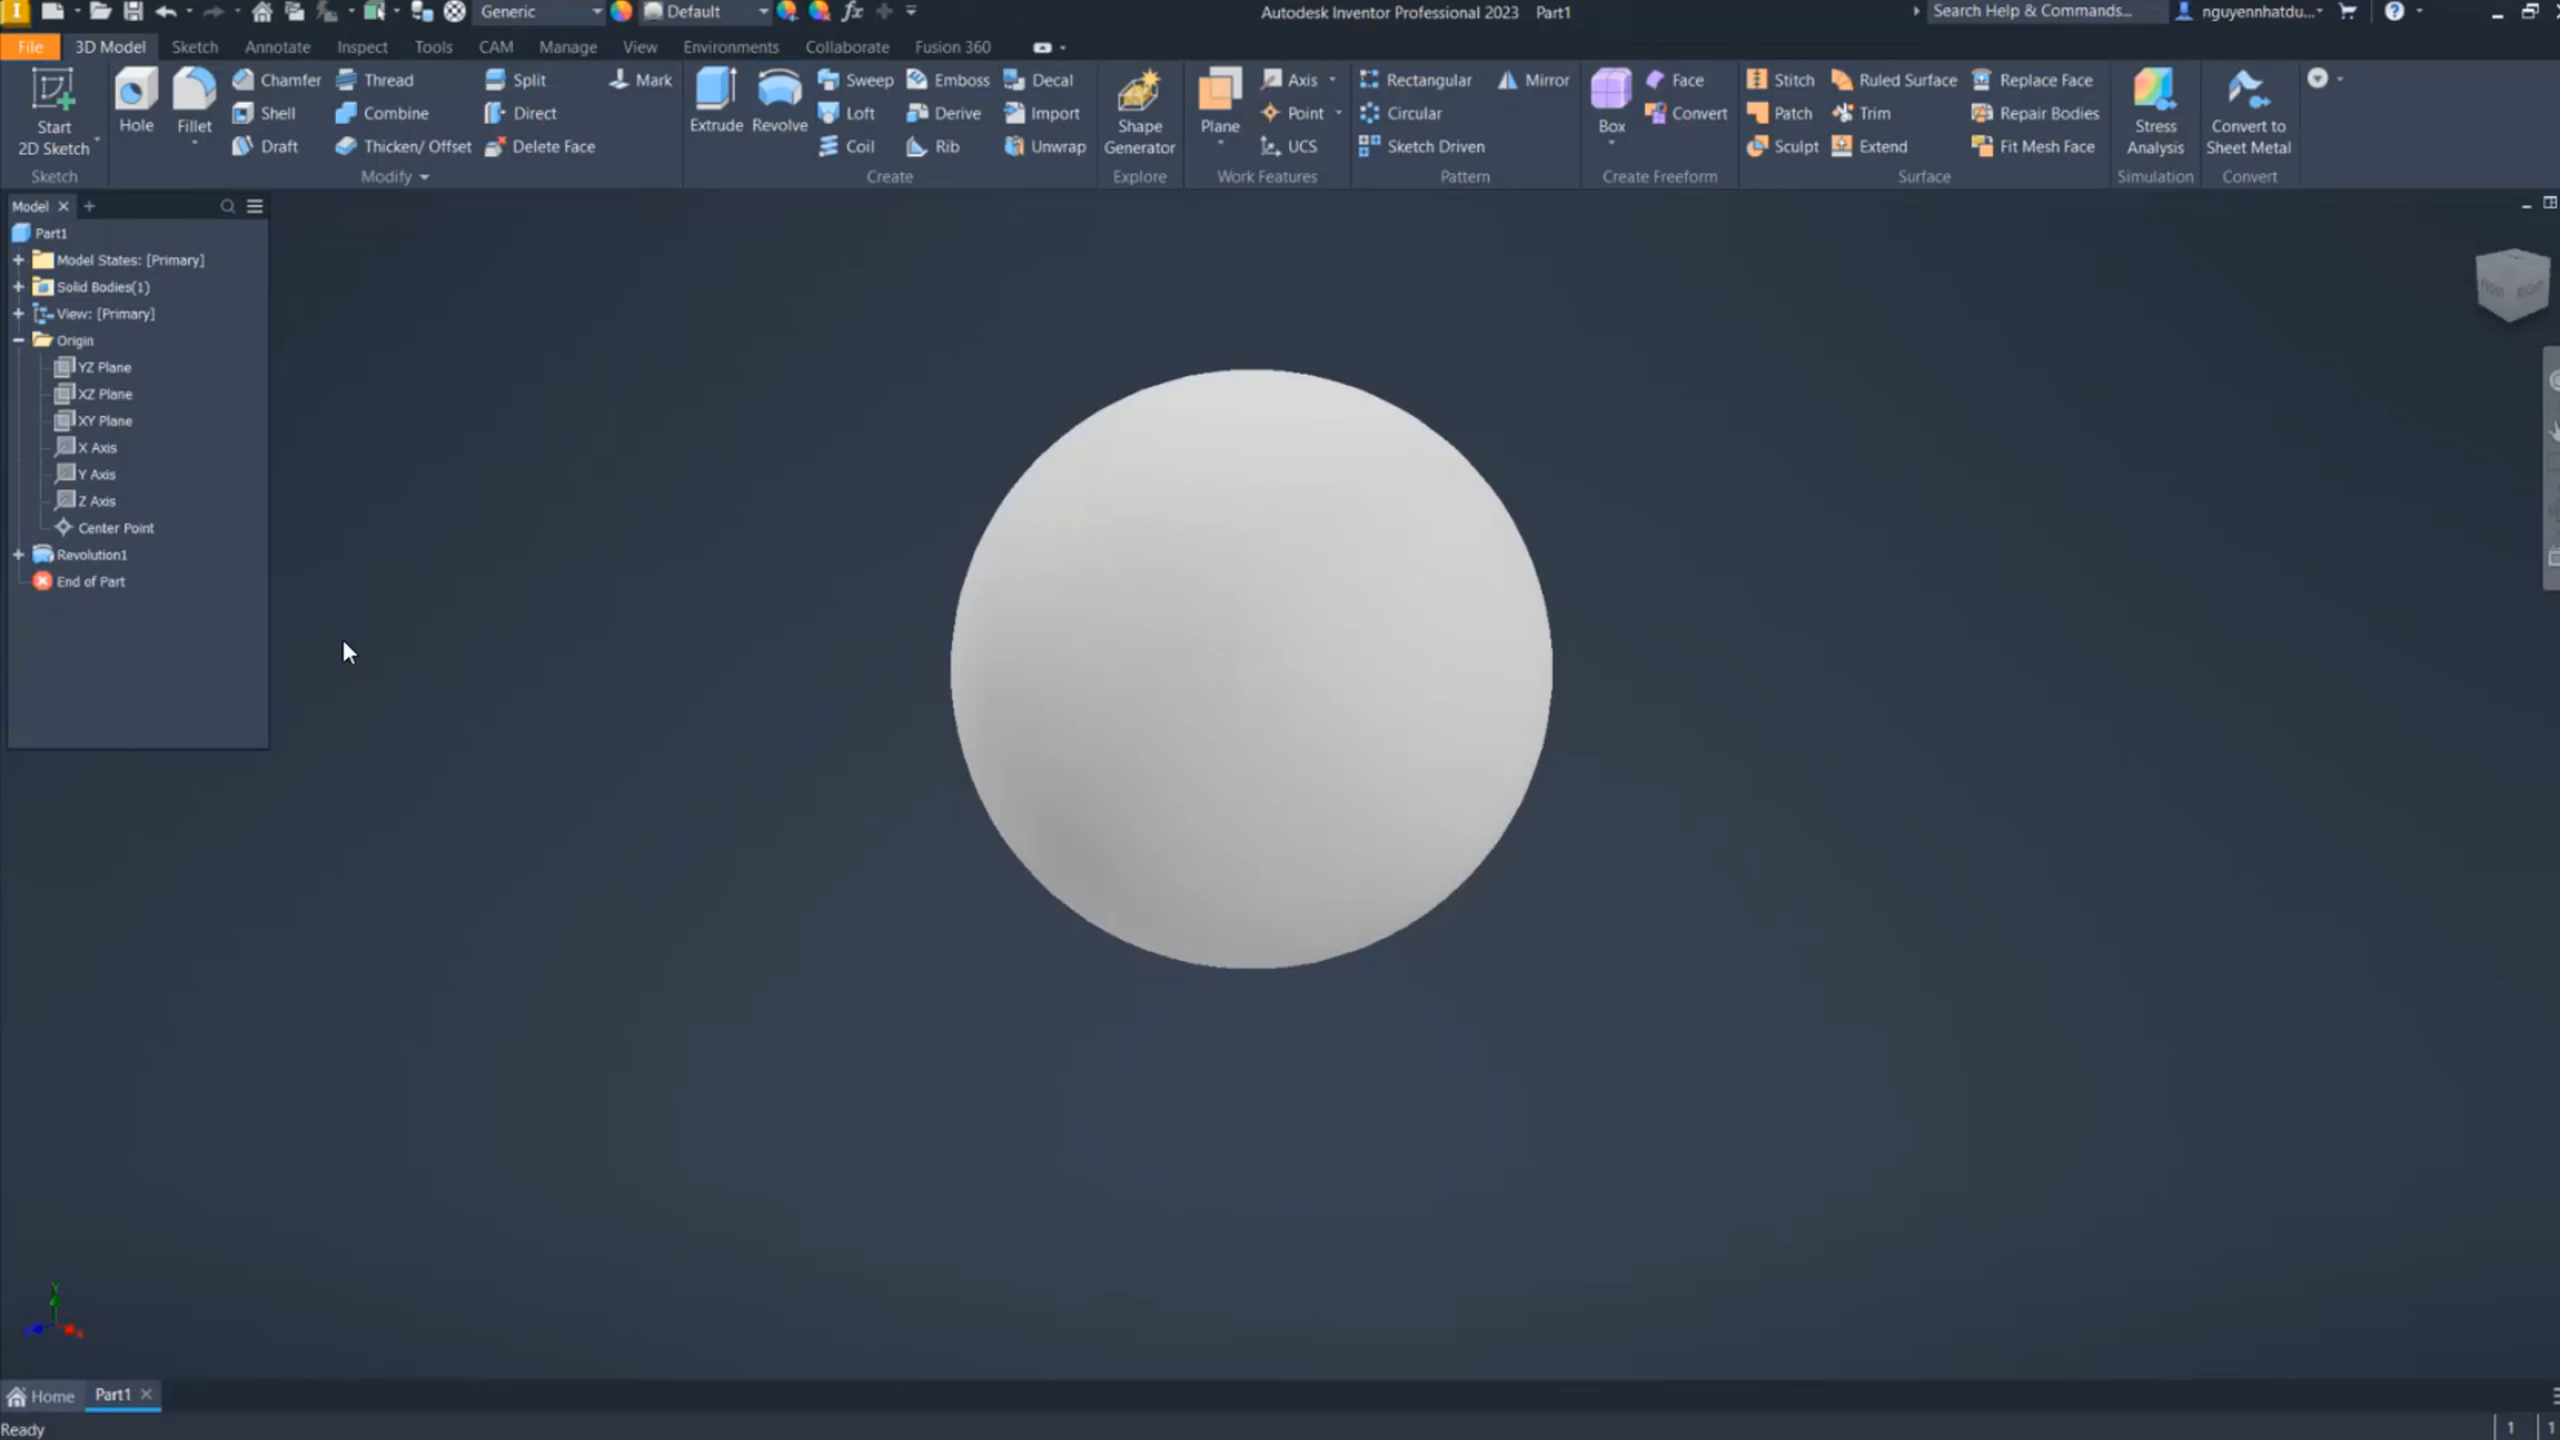 Generic Default Autodesk Inventor Professional 2023 Part1 Search Help & Commands... nguyennhatdu...
File 3D Model Sketch Annotate Inspect Tools CAM Manage View Environments Collaborate Fusion 360
Start
2D Sketch
Sketch
Hole Fillet
Chamfer Thread Split Mark
Shell Combine Direct
Draft Thicken/ Offset Delete Face
Modify
Extrude Revolve
Sweep Emboss Decal
Loft Derive Import
Coil Rib Unwrap
Create
Shape
Generator
Explore
Plane
Axis
Point
UCS
Work Features
Rectangular Mirror
Circular
Sketch Driven
Pattern
Box
Face
Convert
Create Freeform
Stitch Ruled Surface Replace Face
Patch Trim Repair Bodies
Sculpt Extend Fit Mesh Face
Surface
Stress
Analysis
Simulation
Convert to
Sheet Metal
Convert
Model
Part1
Model States: [Primary]
Solid Bodies(1)
View: [Primary]
Origin
YZ Plane
XZ Plane
XY Plane
X Axis
Y Axis
Z Axis
Center Point
Revolution1
End of Part
FRONT RIGHT
Home Part1
Ready 1 1